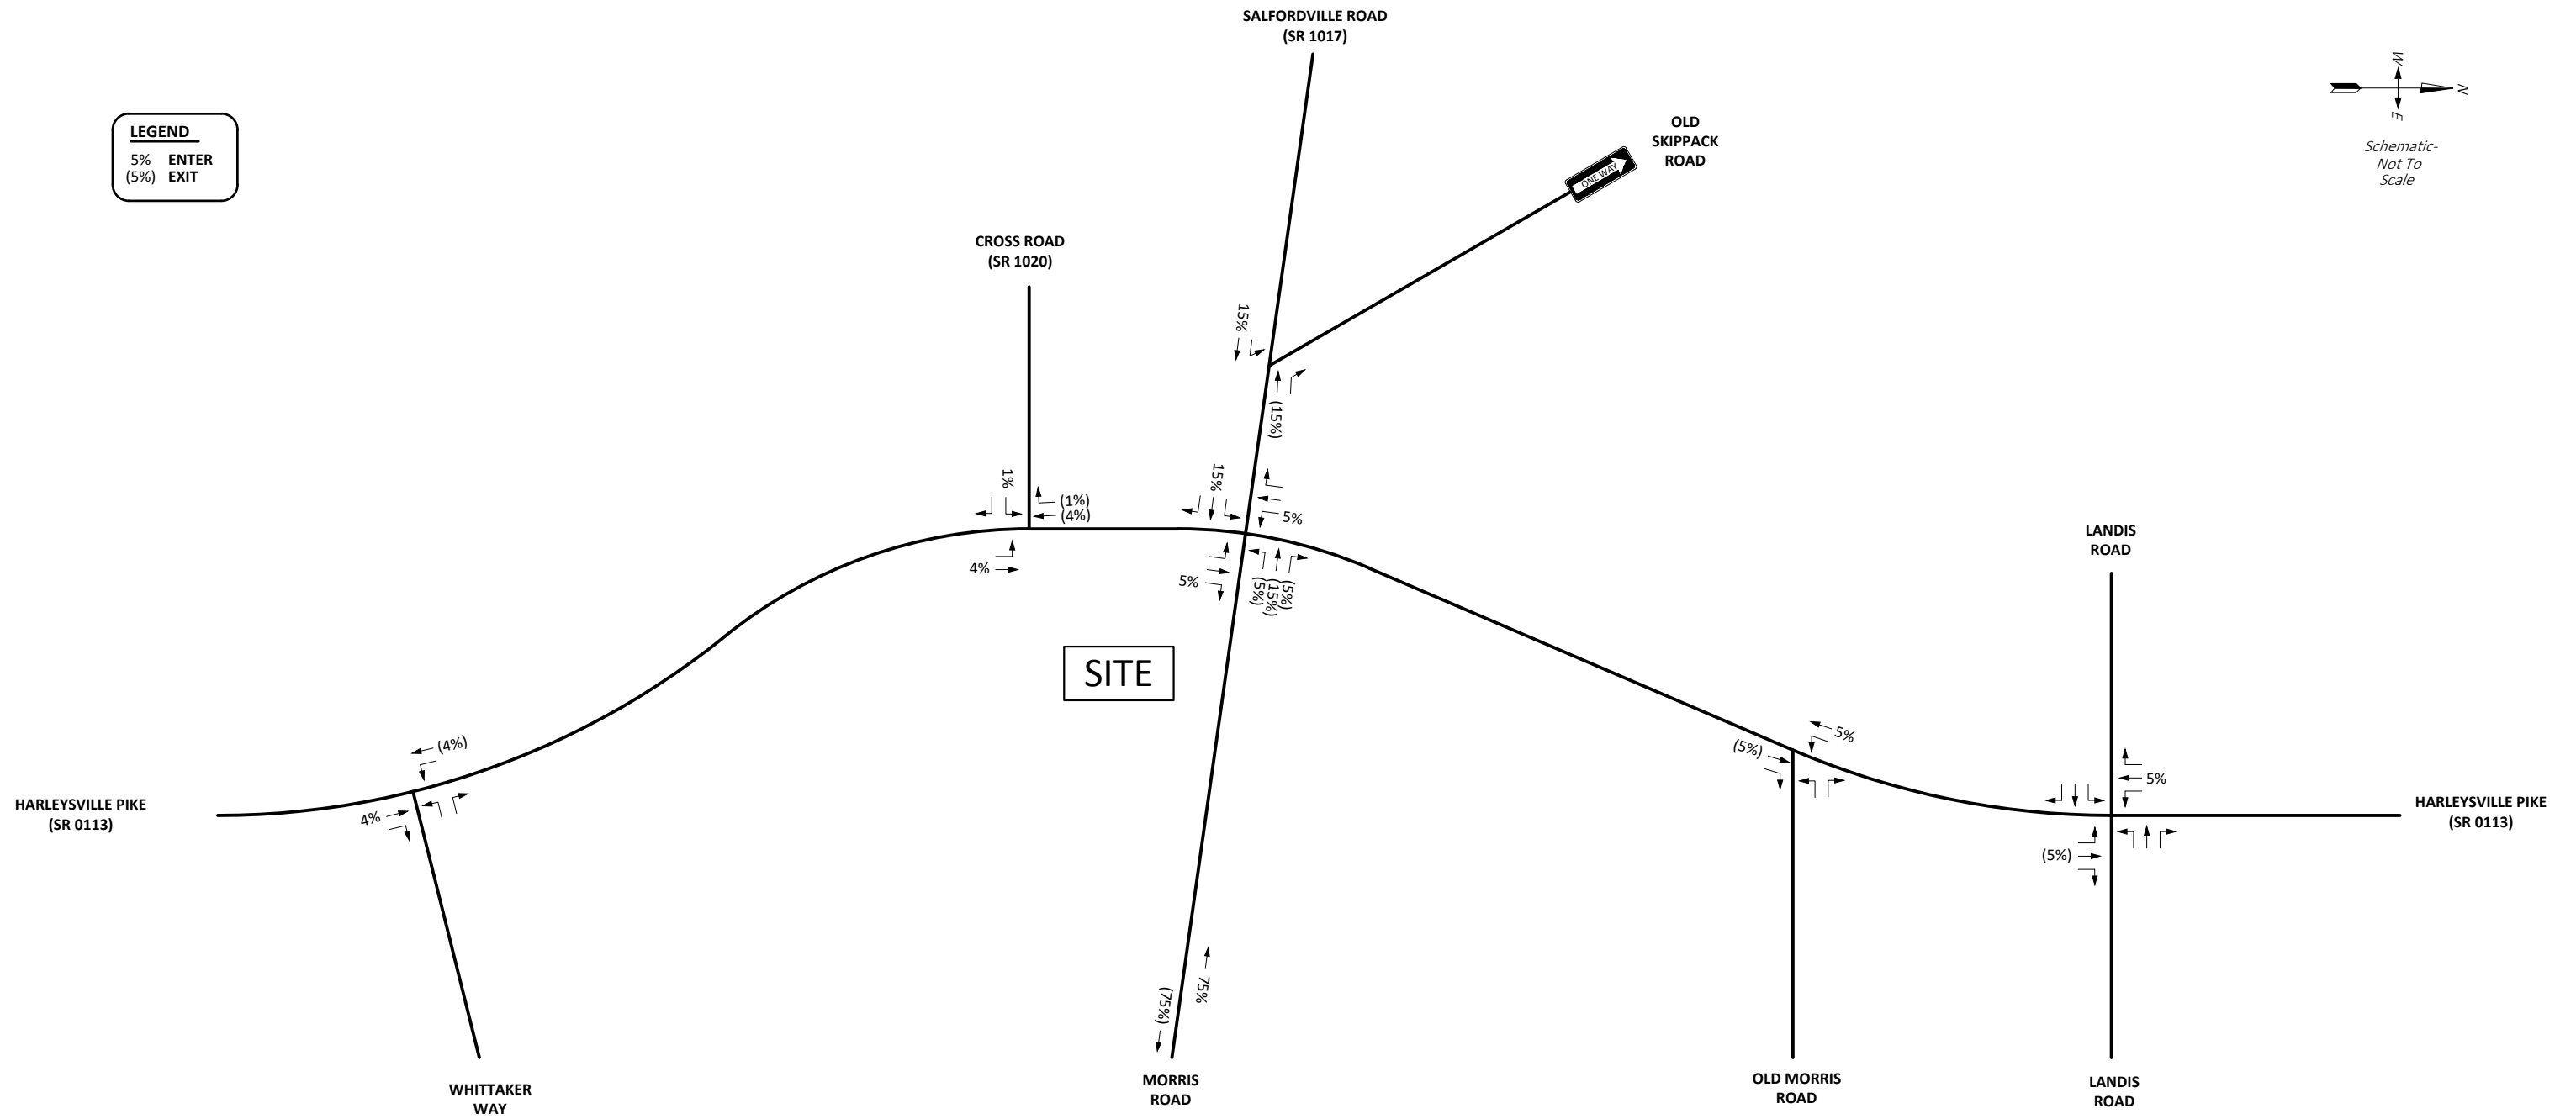 SALFORDVILLE ROAD
(SR 1017)
W
N
E
Schematic-
Not To
Scale
LEGEND
5% ENTER
(5%) EXIT
OLD
SKIPPACK
ROAD
ONE WAY
CROSS ROAD
(SR 1020)
15%
(15%)
1%
(1%)
(4%)
4%
15%
5%
5%
(5%)
(15%)
(5%)
SITE
LANDIS
ROAD
(4%)
4%
HARLEYSVILLE PIKE
(SR 0113)
(5%)
5%
5%
(5%)
HARLEYSVILLE PIKE
(SR 0113)
75%
(75%)
WHITTAKER
WAY
MORRIS
ROAD
OLD MORRIS
ROAD
LANDIS
ROAD